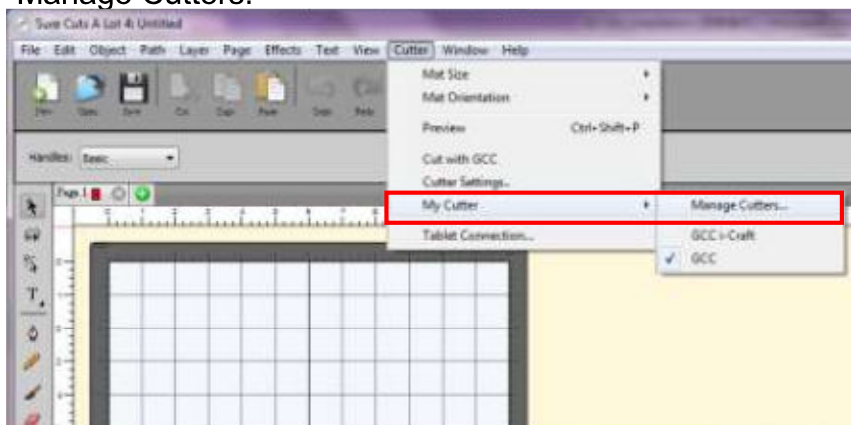 Manage Cutters.
Sure Cuts A Lot 4: Untitled
File Edit Object Path Layer Page Effects Text View Cutter Window Help
Mat Size
Mat Orientation
Preview Ctrl+Shift+P
Handles: Basic
Cut with GCC
Cutter Settings...
Page 1
My Cutter Manage Cutters...
Tablet Connection... GCC i-Craft
GCC